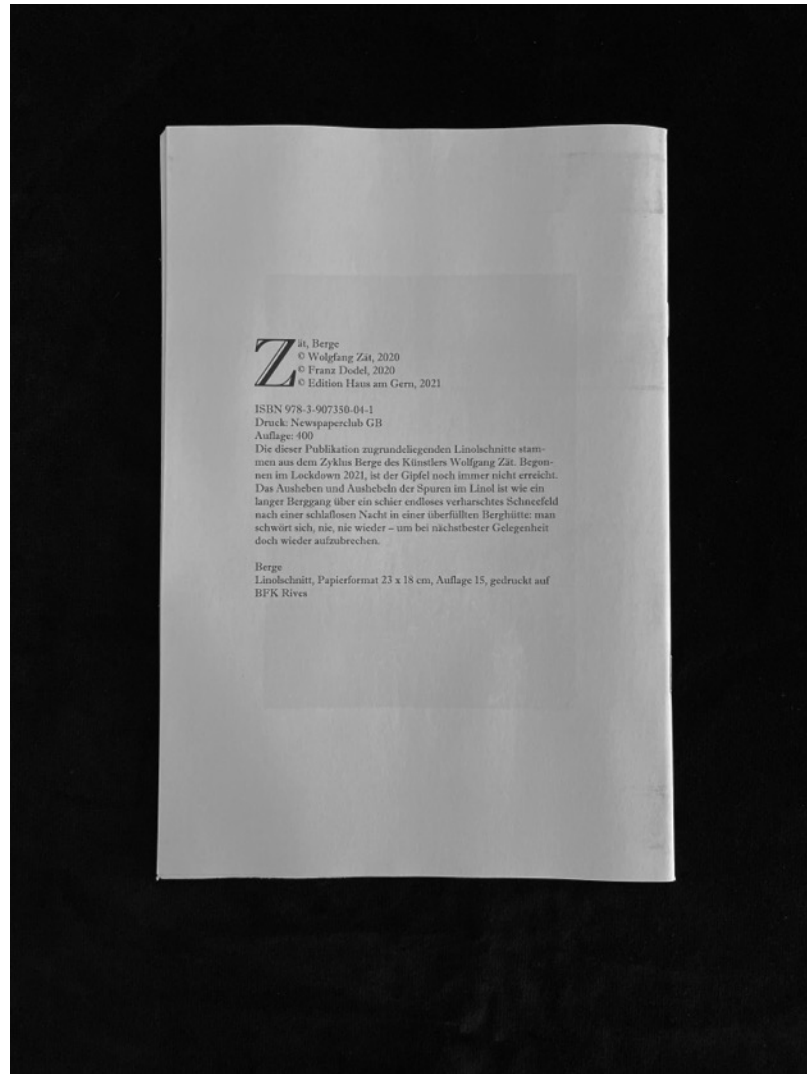 Zät, Berge
© Wolgfang Zät, 2020
© Franz Dodel, 2020
© Edition Haus am Gern, 2021
ISBN 978-3-907350-04-1
Druck: Newspaperclub GB
Auflage: 400
Die dieser Publikation zugrundeliegenden Linolschnitte stam-
men aus dem Zyklus Berge des Künstlers Wolfgang Zät. Begon-
nen im Lockdown 2021, ist der Gipfel noch immer nicht erreicht.
Das Ausheben und Aushebeln der Spuren im Linol ist wie ein
langer Berggang über ein schier endloses verharschtes Schneefeld
nach einer schlaflosen Nacht in einer überfüllten Berghütte: man
schwört sich, nie, nie wieder – um bei nächstbester Gelegenheit
doch wieder aufzubrechen.
Berge
Linolschnitt, Papierformat 23 x 18 cm, Auflage 15, gedruckt auf
BFK Rives